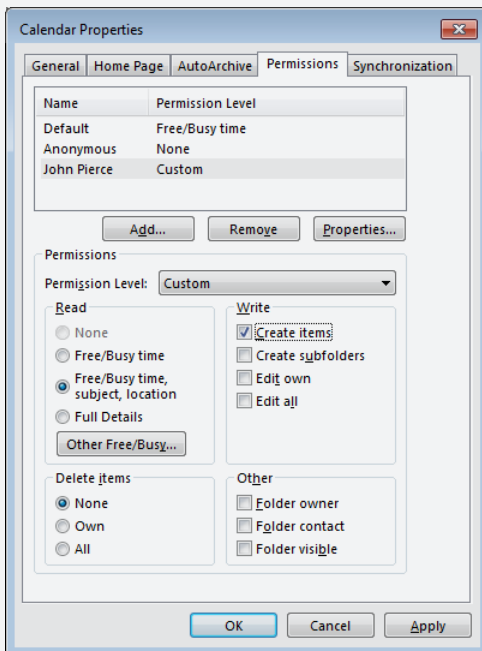 Calendar Properties
General Home Page AutoArchive Permissions Synchronization
Name Permission Level
Default Free/Busy time
Anonymous None
John Pierce Custom
Add... Remove Properties...
Permissions
Permission Level: Custom
Read
None
Free/Busy time
Free/Busy time,
subject, location
Full Details
Other Free/Busy...
Write
Create items
Create subfolders
Edit own
Edit all
Delete items
None
Own
All
Other
Folder owner
Folder contact
Folder visible
OK Cancel Apply